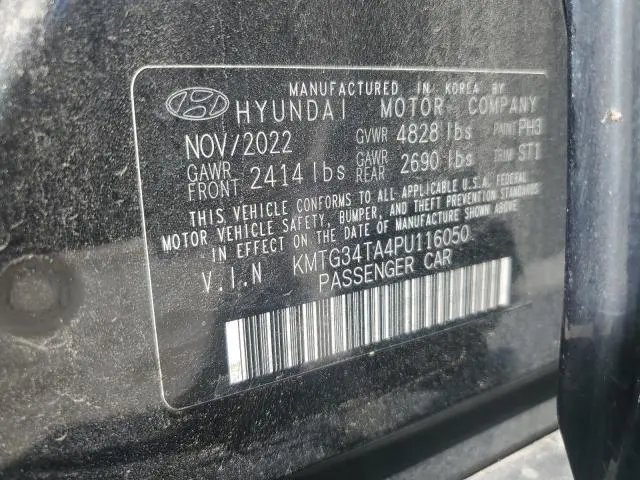 MANUFACTURED IN KOREA BY
HYUNDAI MOTOR COMPANY
NOV/2022 GVWR 4828 lbs PAINT PH3
GAWR FRONT 2414 lbs GAWR REAR 2690 lbs TRIM ST1
THIS VEHICLE CONFORMS TO ALL APPLICABLE U.S.A. FEDERAL
MOTOR VEHICLE SAFETY, BUMPER, AND THEFT PREVENTION STANDARDS
IN EFFECT ON THE DATE OF MANUFACTURE SHOWN ABOVE.
V.I.N KMTG34TA4PU116050
PASSENGER CAR